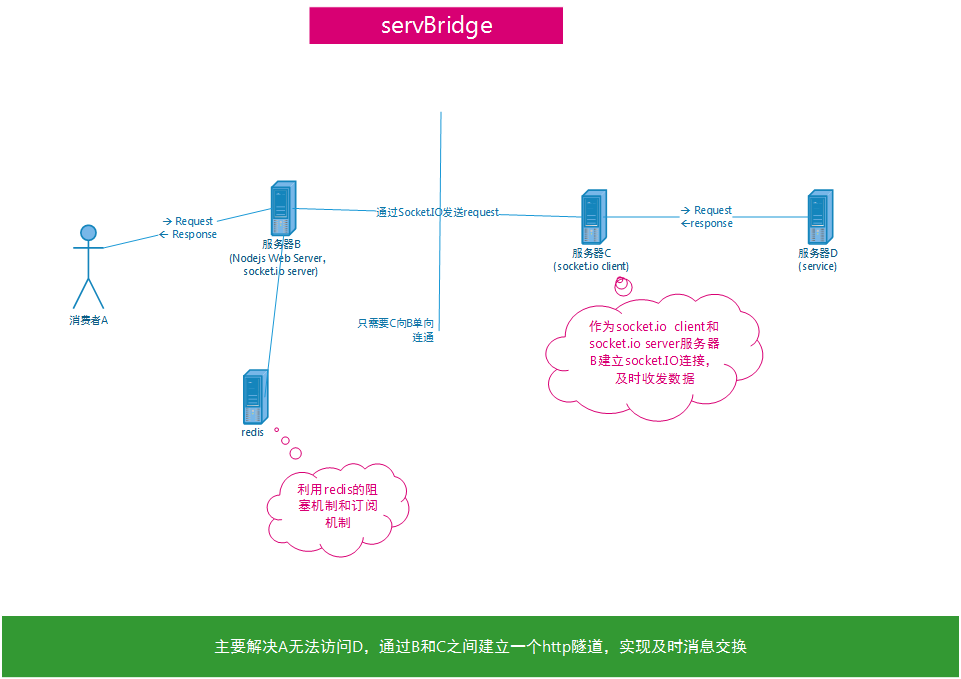 servBridge
→ Request
← Response
服务器B
(Nodejs Web Server，
socket.io server)
通过Socket.IO发送request
服务器C
(socket.io client)
→ Request
←response
服务器D
(service)
消费者A
只需要C向B单向
连通
作为socket.io client和
socket.io server服务器
B建立socket.IO连接，
及时收发数据
redis
利用redis的阻
塞机制和订阅
机制
主要解决A无法访问D，通过B和C之间建立一个http隧道，实现及时消息交换